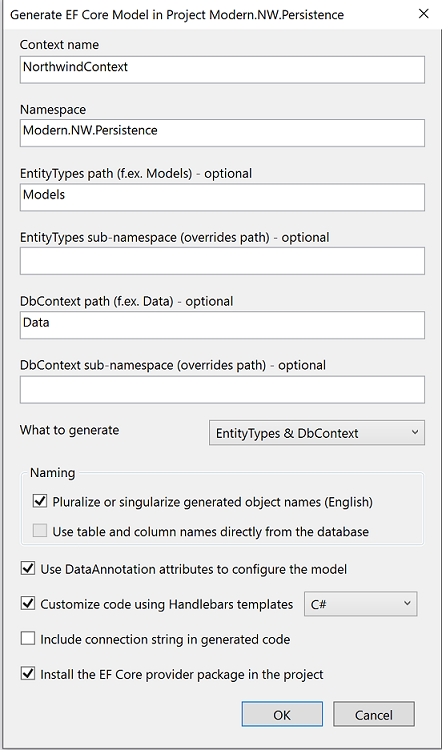 Generate EF Core Model in Project Modern.NW.Persistence
Context name
NorthwindContext
Namespace
Modern.NW.Persistence
EntityTypes path (f.ex. Models) - optional
Models
EntityTypes sub-namespace (overrides path) - optional
DbContext path (f.ex. Data) - optional
Data
DbContext sub-namespace (overrides path) - optional
What to generate
EntityTypes & DbContext
Naming
Pluralize or singularize generated object names (English)
Use table and column names directly from the database
Use DataAnnotation attributes to configure the model
Customize code using Handlebars templates
C#
Include connection string in generated code
Install the EF Core provider package in the project
OK
Cancel